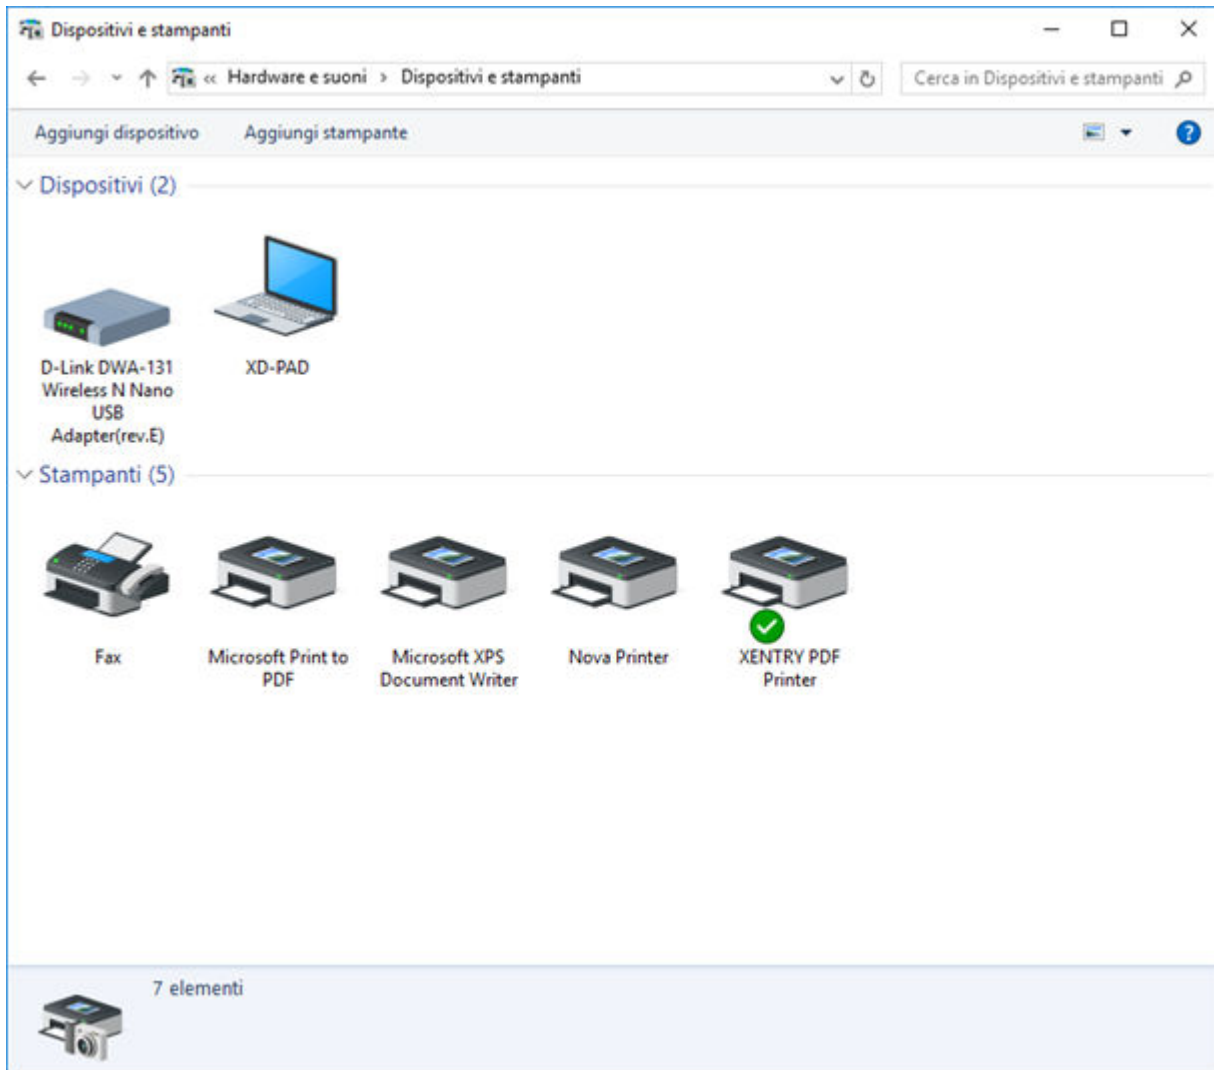 Dispositivi e stampanti
« Hardware e suoni > Dispositivi e stampanti
Cerca in Dispositivi e stampanti
Aggiungi dispositivo
Aggiungi stampante
Dispositivi (2)
D-Link DWA-131
Wireless N Nano
USB
Adapter(rev.E)
XD-PAD
Stampanti (5)
Fax
Microsoft Print to
PDF
Microsoft XPS
Document Writer
Nova Printer
XENTRY PDF
Printer
7 elementi